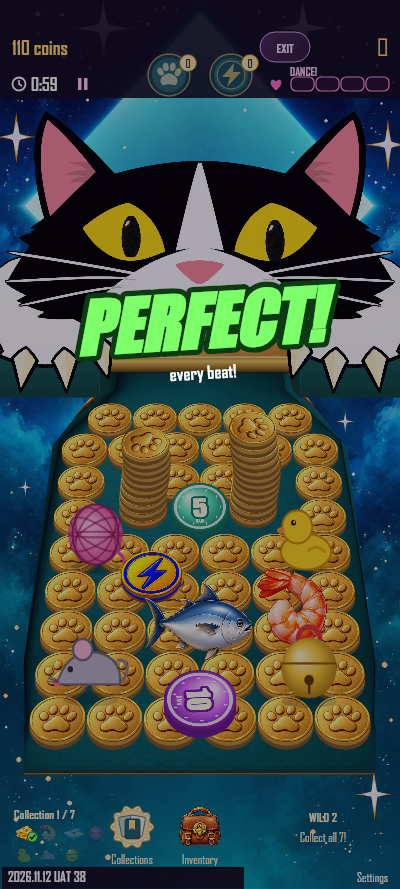 110 coins
EXIT
0
0
0:59
DANCE!
PERFECT!
every beat!
5
10
Collection 1 / 7
WILD 2
Collect all 7!
Collections
Inventory
2026.11.12 UAT 38
Settings